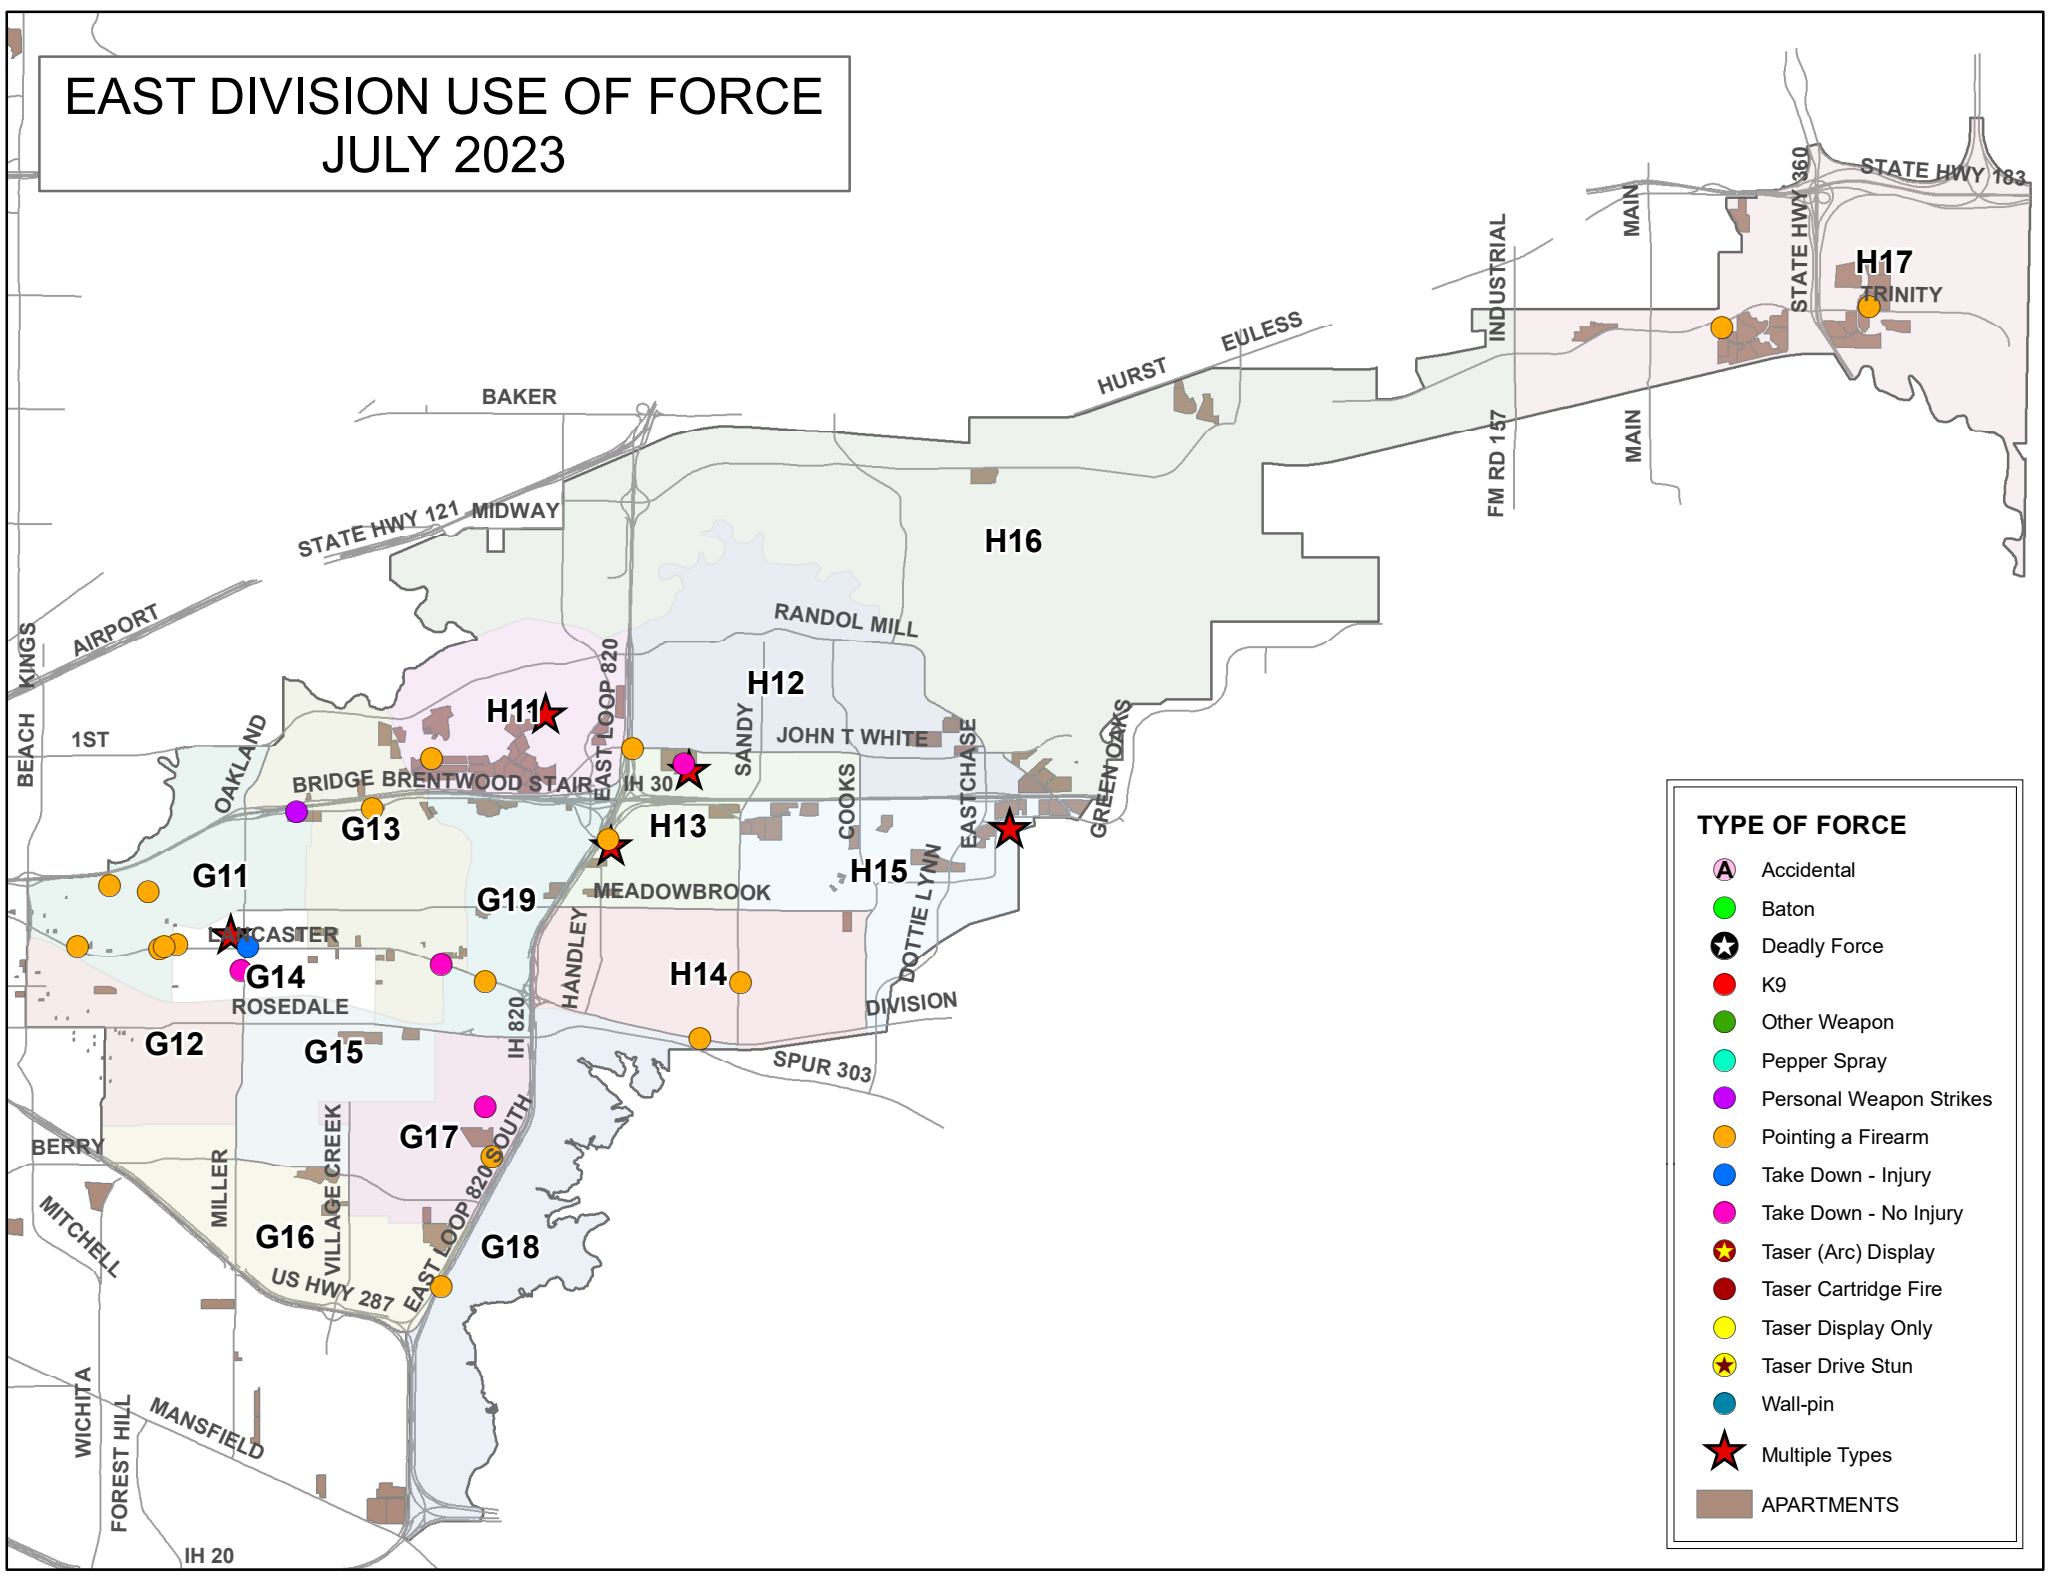 EAST DIVISION USE OF FORCE
JULY 2023
STATE HWY 183
STATE HWY 360
MAIN
INDUSTRIAL
H17
TRINITY
EULESS
HURST
BAKER
FM RD 157
MAIN
STATE HWY 121
MIDWAY
H16
AIRPORT
KINGS
RANDOL MILL
EAST LOOP 820
H12
H11
BEACH
1ST
OAKLAND
SANDY
JOHN T WHITE
EASTCHASE
GREEN OAKS
BRIDGE
BRENTWOOD STAIR
IH 30
COOKS
G13
H13
G11
H15
G19
MEADOWBROOK
DOTTIE LYNN
LANCASTER
HANDLEY
G14
H14
ROSEDALE
DIVISION
IH 820
G12
G15
SPUR 303
G17
BERRY
MILLER
VILLAGE CREEK
EAST LOOP 820 SOUTH
MITCHELL
G16
G18
US HWY 287
WICHITA
FOREST HILL
MANSFIELD
IH 20
TYPE OF FORCE
A Accidental
Baton
Deadly Force
K9
Other Weapon
Pepper Spray
Personal Weapon Strikes
Pointing a Firearm
Take Down - Injury
Take Down - No Injury
Taser (Arc) Display
Taser Cartridge Fire
Taser Display Only
Taser Drive Stun
Wall-pin
Multiple Types
APARTMENTS